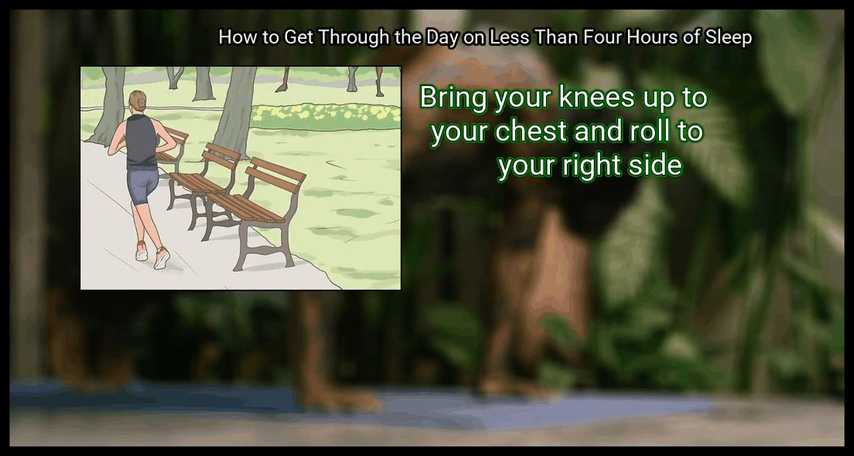 How to Get Through the Day on Less Than Four Hours of Sleep
Bring your knees up to
your chest and roll to
your right side